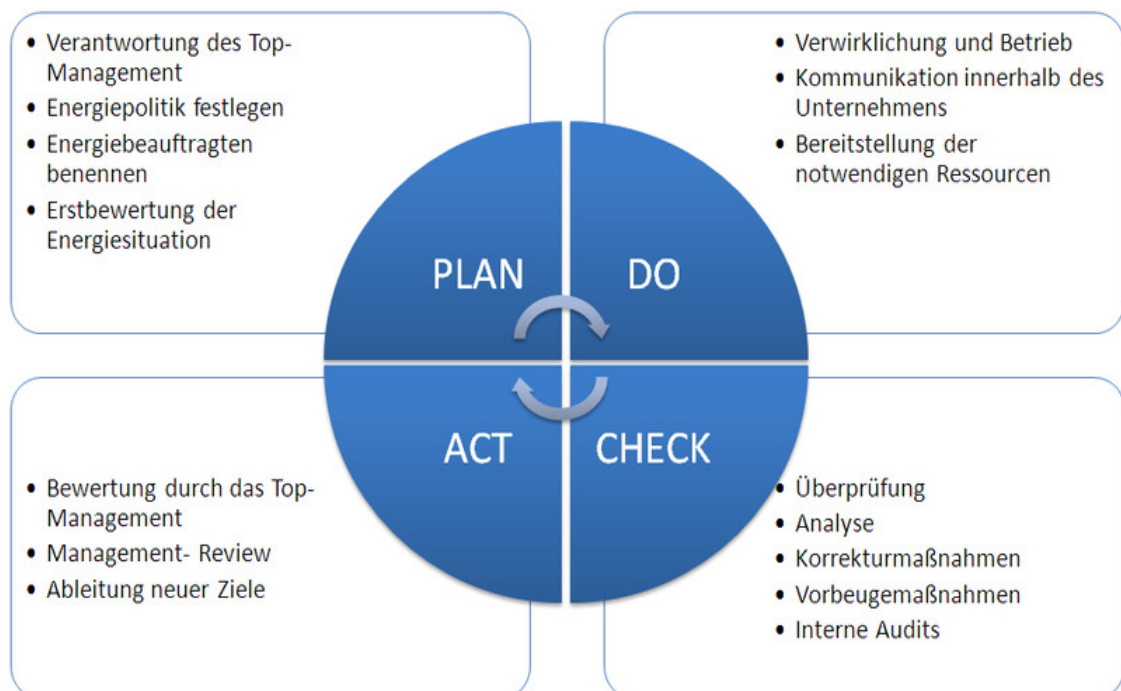 • Verantwortung des Top-
Management
• Energiepolitik festlegen
• Energiebeauftragten
benennen
• Erstbewertung der
Energiesituation
• Verwirklichung und Betrieb
• Kommunikation innerhalb des
Unternehmens
• Bereitstellung der
notwendigen Ressourcen
PLAN
DO
ACT
CHECK
• Bewertung durch das Top-
Management
• Management- Review
• Ableitung neuer Ziele
• Überprüfung
• Analyse
• Korrekturmaßnahmen
• Vorbeugemaßnahmen
• Interne Audits